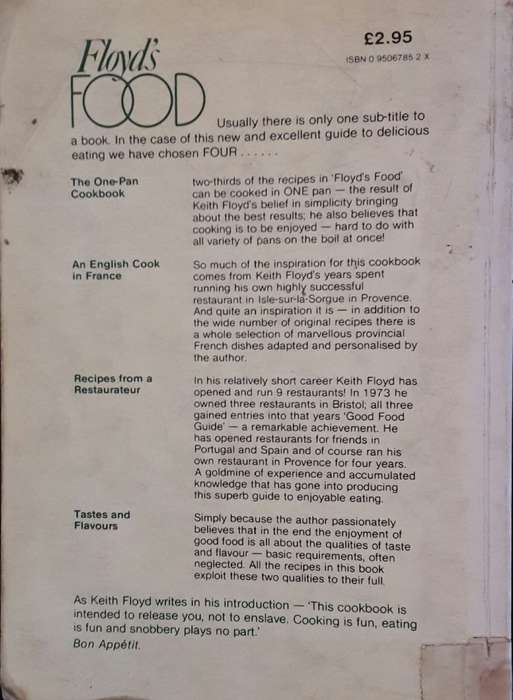 £2.95
ISBN 0 9506785 2 X
Floyd's
FOOD
Usually there is only one sub-title to
a book. In the case of this new and excellent guide to delicious
eating we have chosen FOUR . . . . . .
The One-Pan
Cookbook
two-thirds of the recipes in 'Floyd's Food'
can be cooked in ONE pan — the result of
Keith Floyd's belief in simplicity bringing
about the best results; he also believes that
cooking is to be enjoyed — hard to do with
all variety of pans on the boil at once!
An English Cook
in France
So much of the inspiration for this cookbook
comes from Keith Floyd's years spent
running his own highly successful
restaurant in Isle-sur-la-Sorgue in Provence.
And quite an inspiration it is — in addition to
the wide number of original recipes there is
a whole selection of marvellous provincial
French dishes adapted and personalised by
the author.
Recipes from a
Restaurateur
In his relatively short career Keith Floyd has
opened and run 9 restaurants! In 1973 he
owned three restaurants in Bristol; all three
gained entries into that years 'Good Food
Guide' — a remarkable achievement. He
has opened restaurants for friends in
Portugal and Spain and of course ran his
own restaurant in Provence for four years.
A goldmine of experience and accumulated
knowledge that has gone into producing
this superb guide to enjoyable eating.
Tastes and
Flavours
Simply because the author passionately
believes that in the end the enjoyment of
good food is all about the qualities of taste
and flavour — basic requirements, often
neglected. All the recipes in this book
exploit these two qualities to their full.
As Keith Floyd writes in his introduction — 'This cookbook is
intended to release you, not to enslave. Cooking is fun, eating
is fun and snobbery plays no part.'
Bon Appétit.